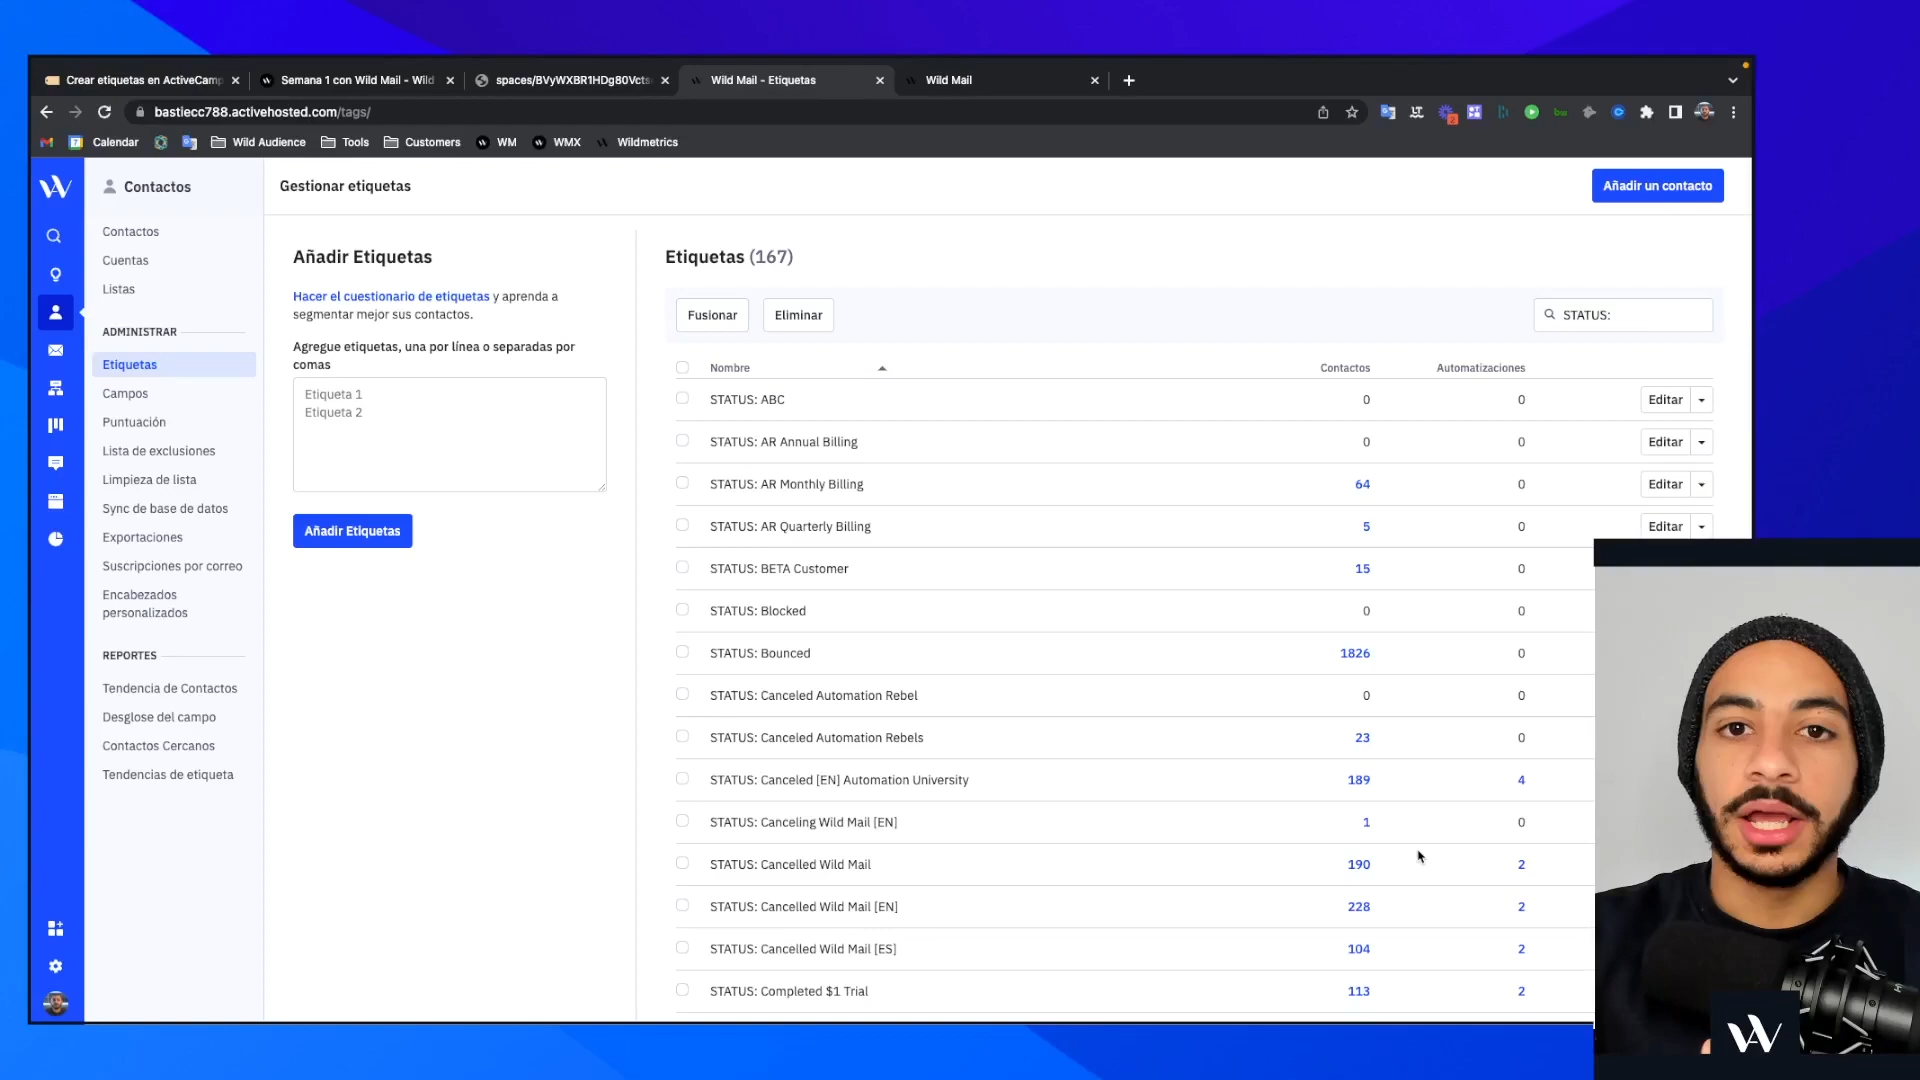 Crear etiquetas en ActiveCamp
Semana 1 con Wild Mail - Wild
spaces/BVyWXBR1HDg80Vcts
Wild Mail - Etiquetas
Wild Mail
bastiecc788.activehosted.com/tags/
Calendar
Wild Audience
Tools
Customers
WM
WMX
Wildmetrics
Contactos
Contactos
Cuentas
Listas
ADMINISTRAR
Etiquetas
Campos
Puntuación
Lista de exclusiones
Limpieza de lista
Sync de base de datos
Exportaciones
Suscripciones por correo
Encabezados
personalizados
REPORTES
Tendencia de Contactos
Desglose del campo
Contactos Cercanos
Tendencias de etiqueta
Gestionar etiquetas
Añadir un contacto
Añadir Etiquetas
Hacer el cuestionario de etiquetas y aprenda a
segmentar mejor sus contactos.
Agregue etiquetas, una por línea o separadas por
comas
Etiqueta 1
Etiqueta 2
Añadir Etiquetas
Etiquetas (167)
Fusionar
Eliminar
STATUS:
Nombre Contactos Automatizaciones
STATUS: ABC 0 0 Editar
STATUS: AR Annual Billing 0 0 Editar
STATUS: AR Monthly Billing 64 0 Editar
STATUS: AR Quarterly Billing 5 0 Editar
STATUS: BETA Customer 15 0
STATUS: Blocked 0 0
STATUS: Bounced 1826 0
STATUS: Canceled Automation Rebel 0 0
STATUS: Canceled Automation Rebels 23 0
STATUS: Canceled [EN] Automation University 189 4
STATUS: Canceling Wild Mail [EN] 1 0
STATUS: Cancelled Wild Mail 190 2
STATUS: Cancelled Wild Mail [EN] 228 2
STATUS: Cancelled Wild Mail [ES] 104 2
STATUS: Completed $1 Trial 113 2